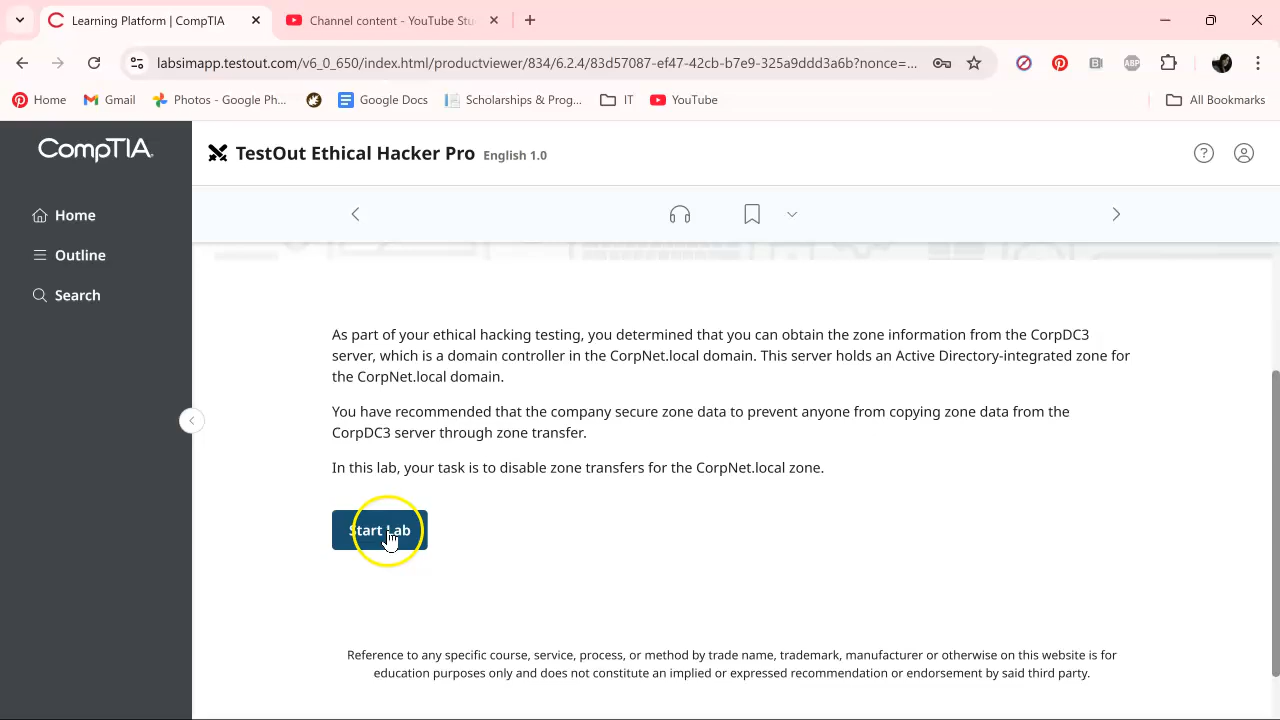 Learning Platform | CompTIA
Channel content - YouTube Stu
labsimapp.testout.com/v6_0_650/index.html/productviewer/834/6.2.4/83d57087-ef47-42cb-b7e9-325a9ddd3a6b?nonce=...
Home
Gmail
Photos - Google Ph...
Google Docs
Scholarships & Prog...
IT
YouTube
All Bookmarks
CompTIA.
TestOut Ethical Hacker Pro English 1.0
Home
Outline
Search
As part of your ethical hacking testing, you determined that you can obtain the zone information from the CorpDC3
server, which is a domain controller in the CorpNet.local domain. This server holds an Active Directory-integrated zone for
the CorpNet.local domain.
You have recommended that the company secure zone data to prevent anyone from copying zone data from the
CorpDC3 server through zone transfer.
In this lab, your task is to disable zone transfers for the CorpNet.local zone.
Start Lab
Reference to any specific course, service, process, or method by trade name, trademark, manufacturer or otherwise on this website is for
education purposes only and does not constitute an implied or expressed recommendation or endorsement by said third party.